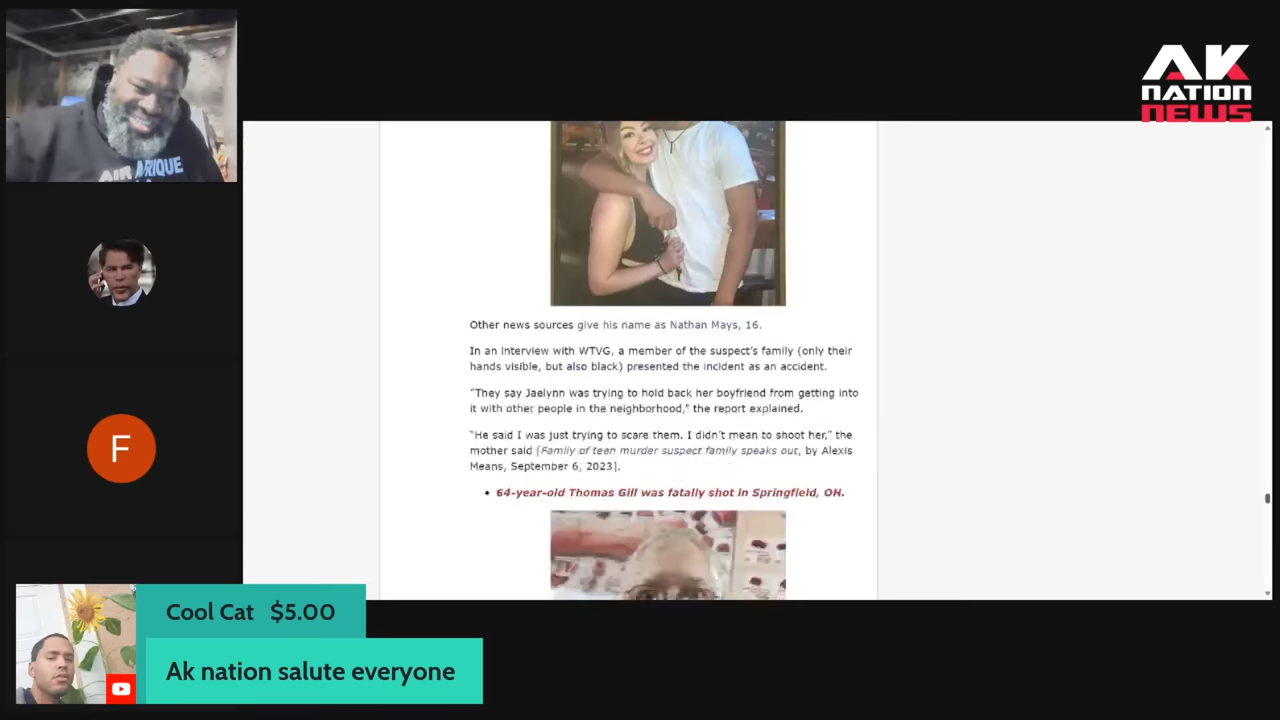 AK
NATION
NEWS
Other news sources give his name as Nathan Mays, 16.
In an interview with WTVG, a member of the suspect's family (only their
hands visible, but also black) presented the incident as an accident.
"They say Jaelynn was trying to hold back her boyfriend from getting into
it with other people in the neighborhood," the report explained.
"He said I was just trying to scare them. I didn't mean to shoot her," the
mother said [Family of teen murder suspect family speaks out, by Alexis
Means, September 6, 2023].
• 64-year-old Thomas Gill was fatally shot in Springfield, OH.
F
Cool Cat $5.00
Ak nation salute everyone